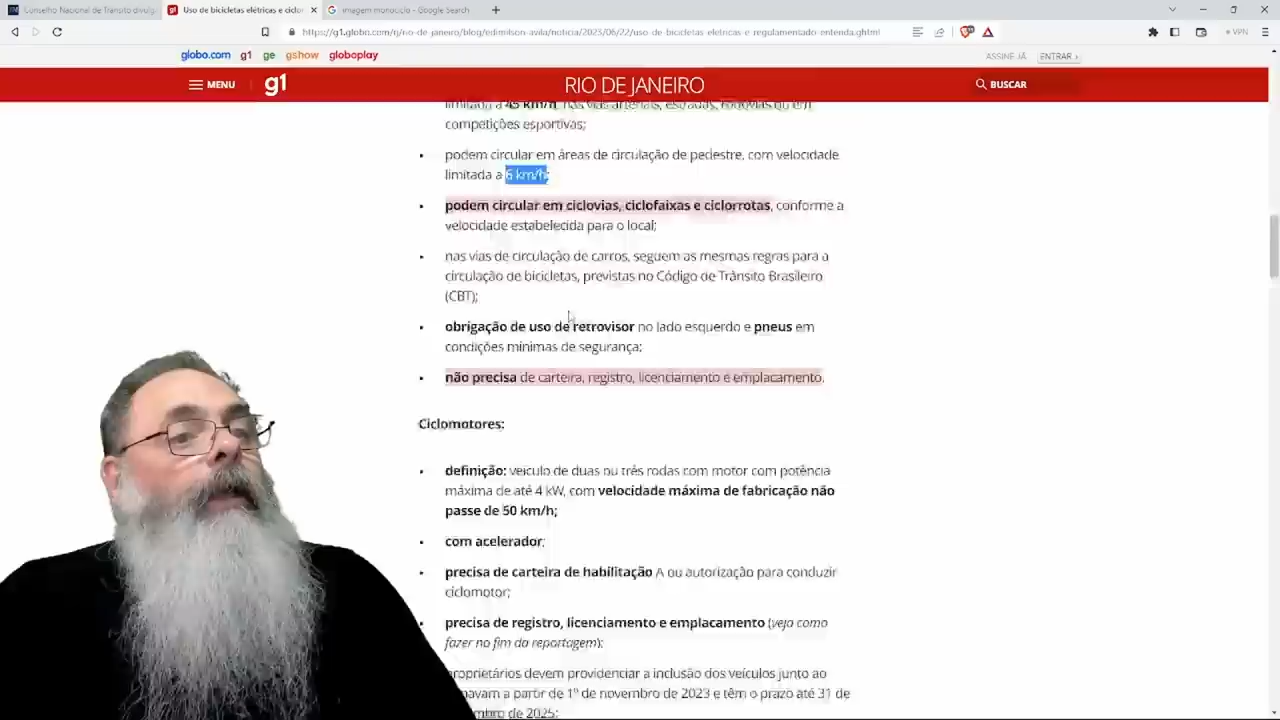 Conselho Nacional de Trânsito divulg
Uso de bicicletas elétricas e ciclor
imagem monociclo - Google Search
https://g1.globo.com/rj/rio-de-janeiro/blog/edimilson-avila/noticia/2023/06/22/uso-de-bicicletas-eletricas-e-regulamentado-entenda.ghtml
VPN
globo.com g1 ge gshow globoplay
ASSINE JÁ ENTRAR
MENU g1 RIO DE JANEIRO BUSCAR
limitada a 45 km/h, nas vias arteriais, estradas, rodovias ou em
competições esportivas;
podem circular em áreas de circulação de pedestre, com velocidade
limitada a 6 km/h;
podem circular em ciclovias, ciclofaixas e ciclorrotas, conforme a
velocidade estabelecida para o local;
nas vias de circulação de carros, seguem as mesmas regras para a
circulação de bicicletas, previstas no Código de Trânsito Brasileiro
(CBT);
obrigação de uso de retrovisor no lado esquerdo e pneus em
condições mínimas de segurança;
não precisa de carteira, registro, licenciamento e emplacamento.
Ciclomotores:
definição: veículo de duas ou três rodas com motor com potência
máxima de até 4 kW, com velocidade máxima de fabricação não
passe de 50 km/h;
com acelerador;
precisa de carteira de habilitação A ou autorização para conduzir
ciclomotor;
precisa de registro, licenciamento e emplacamento (veja como
fazer no fim da reportagem);
proprietários devem providenciar a inclusão dos veículos junto ao
a partir de 1º de novembro de 2023 e têm o prazo até 31 de
de 2025;